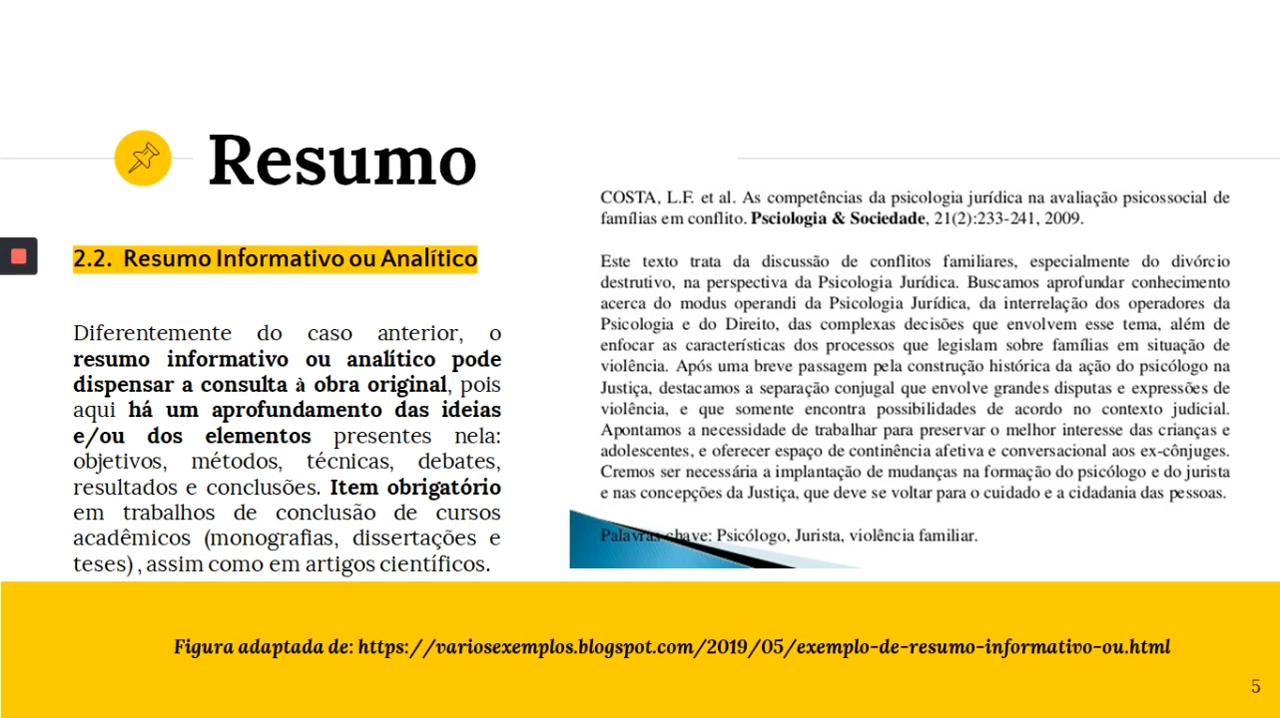 Resumo
2.2. Resumo Informativo ou Analítico
Diferentemente do caso anterior, o
resumo informativo ou analítico pode
dispensar a consulta à obra original, pois
aqui há um aprofundamento das ideias
e/ou dos elementos presentes nela:
objetivos, métodos, técnicas, debates,
resultados e conclusões. Item obrigatório
em trabalhos de conclusão de cursos
acadêmicos (monografias, dissertações e
teses) , assim como em artigos científicos.
COSTA, L.F. et al. As competências da psicologia jurídica na avaliação psicossocial de
famílias em conflito. Psciologia & Sociedade, 21(2):233-241, 2009.
Este texto trata da discussão de conflitos familiares, especialmente do divórcio
destrutivo, na perspectiva da Psicologia Jurídica. Buscamos aprofundar conhecimento
acerca do modus operandi da Psicologia Jurídica, da interrelação dos operadores da
Psicologia e do Direito, das complexas decisões que envolvem esse tema, além de
enfocar as características dos processos que legislam sobre famílias em situação de
violência. Após uma breve passagem pela construção histórica da ação do psicólogo na
Justiça, destacamos a separação conjugal que envolve grandes disputas e expressões de
violência, e que somente encontra possibilidades de acordo no contexto judicial.
Apontamos a necessidade de trabalhar para preservar o melhor interesse das crianças e
adolescentes, e oferecer espaço de continência afetiva e conversacional aos ex-cônjuges.
Cremos ser necessária a implantação de mudanças na formação do psicólogo e do jurista
e nas concepções da Justiça, que deve se voltar para o cuidado e a cidadania das pessoas.
Palavras chave: Psicólogo, Jurista, violência familiar.
Figura adaptada de: https://variosexemplos.blogspot.com/2019/05/exemplo-de-resumo-informativo-ou.html
5